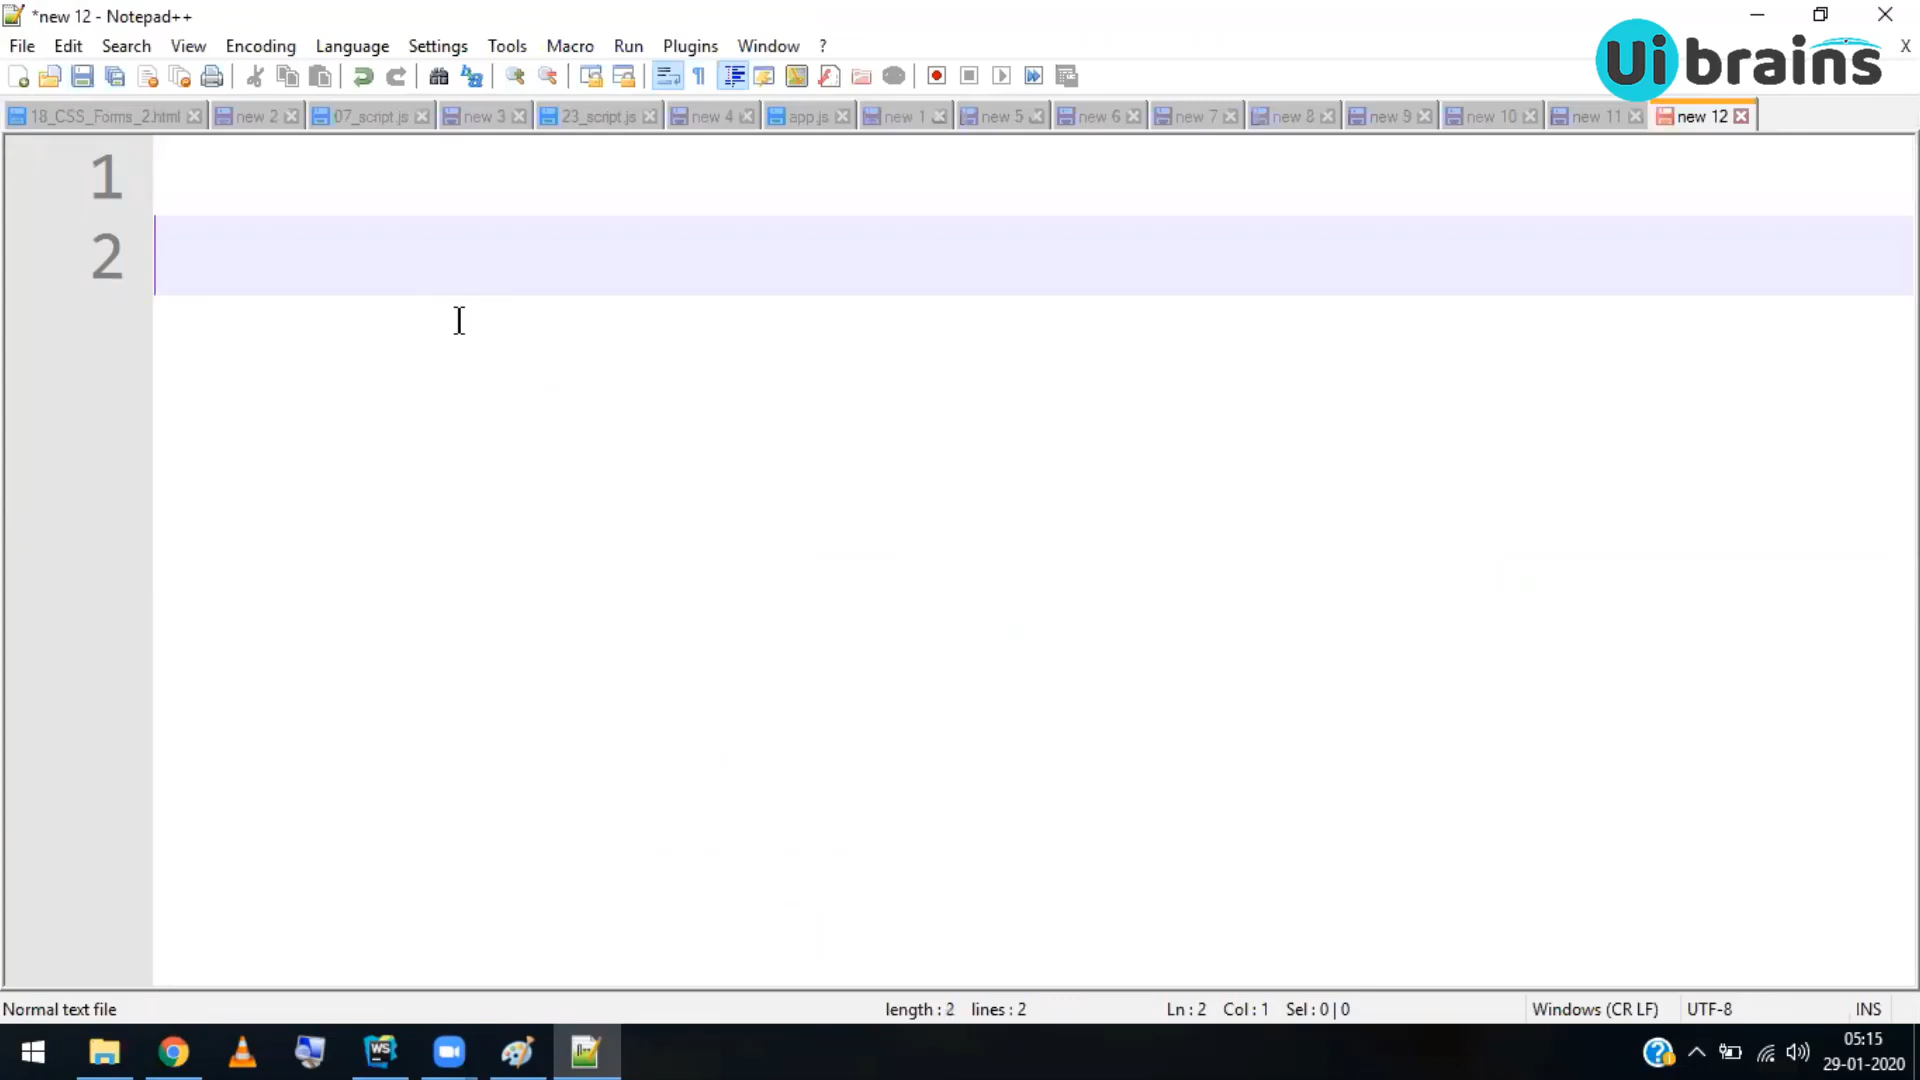 *new 12 - Notepad++
File Edit Search View Encoding Language Settings Tools Macro Run Plugins Window ? X
Ui brains
18_CSS_Forms_2.html new 2 07_script.js new 3 23_script.js new 4 app.js new 1 new 5 new 6 new 7 new 8 new 9 new 10 new 11 new 12
1
2
Normal text file length : 2 lines : 2 Ln : 2 Col : 1 Sel : 0 | 0 Windows (CR LF) UTF-8 INS
WS
05:15
29-01-2020